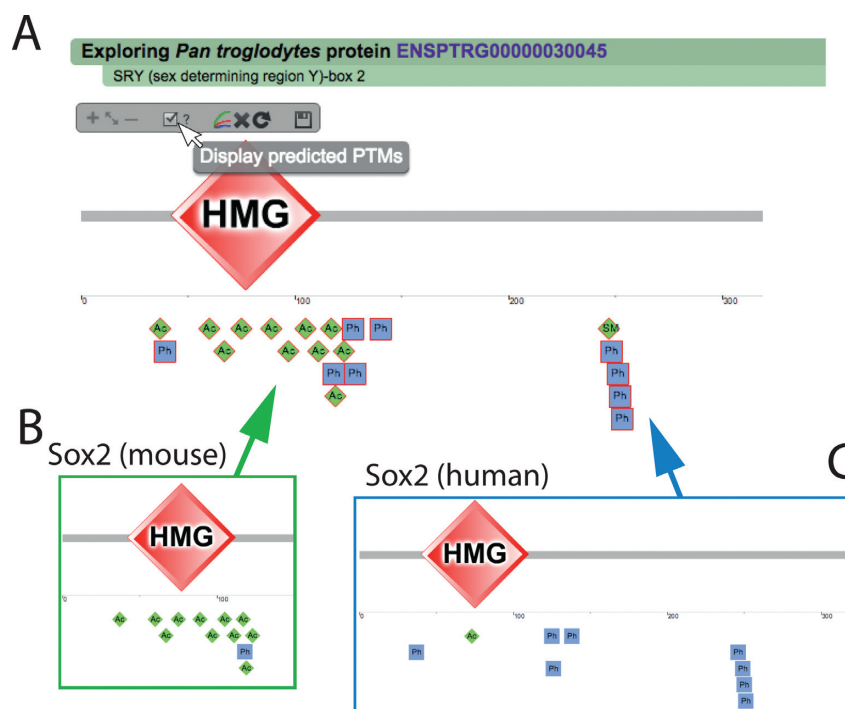 A
Exploring Pan troglodytes protein ENSPTRG00000030045
SRY (sex determining region Y)-box 2
?
Display predicted PTMs
HMG
0 100 200 300
Ac Ac Ac Ac Ac Ac Ph Ph SM
Ph Ac Ac Ac Ac Ph
Ph Ph Ph
Ac Ph
Ph
B
Sox2 (mouse)
HMG
0 100
Ac Ac Ac Ac Ac Ac
Ac Ac Ac Ac
Ph
Ac
C
Sox2 (human)
HMG
0 100 200 300
Ac Ph Ph
Ph Ph
Ph Ph
Ph
Ph